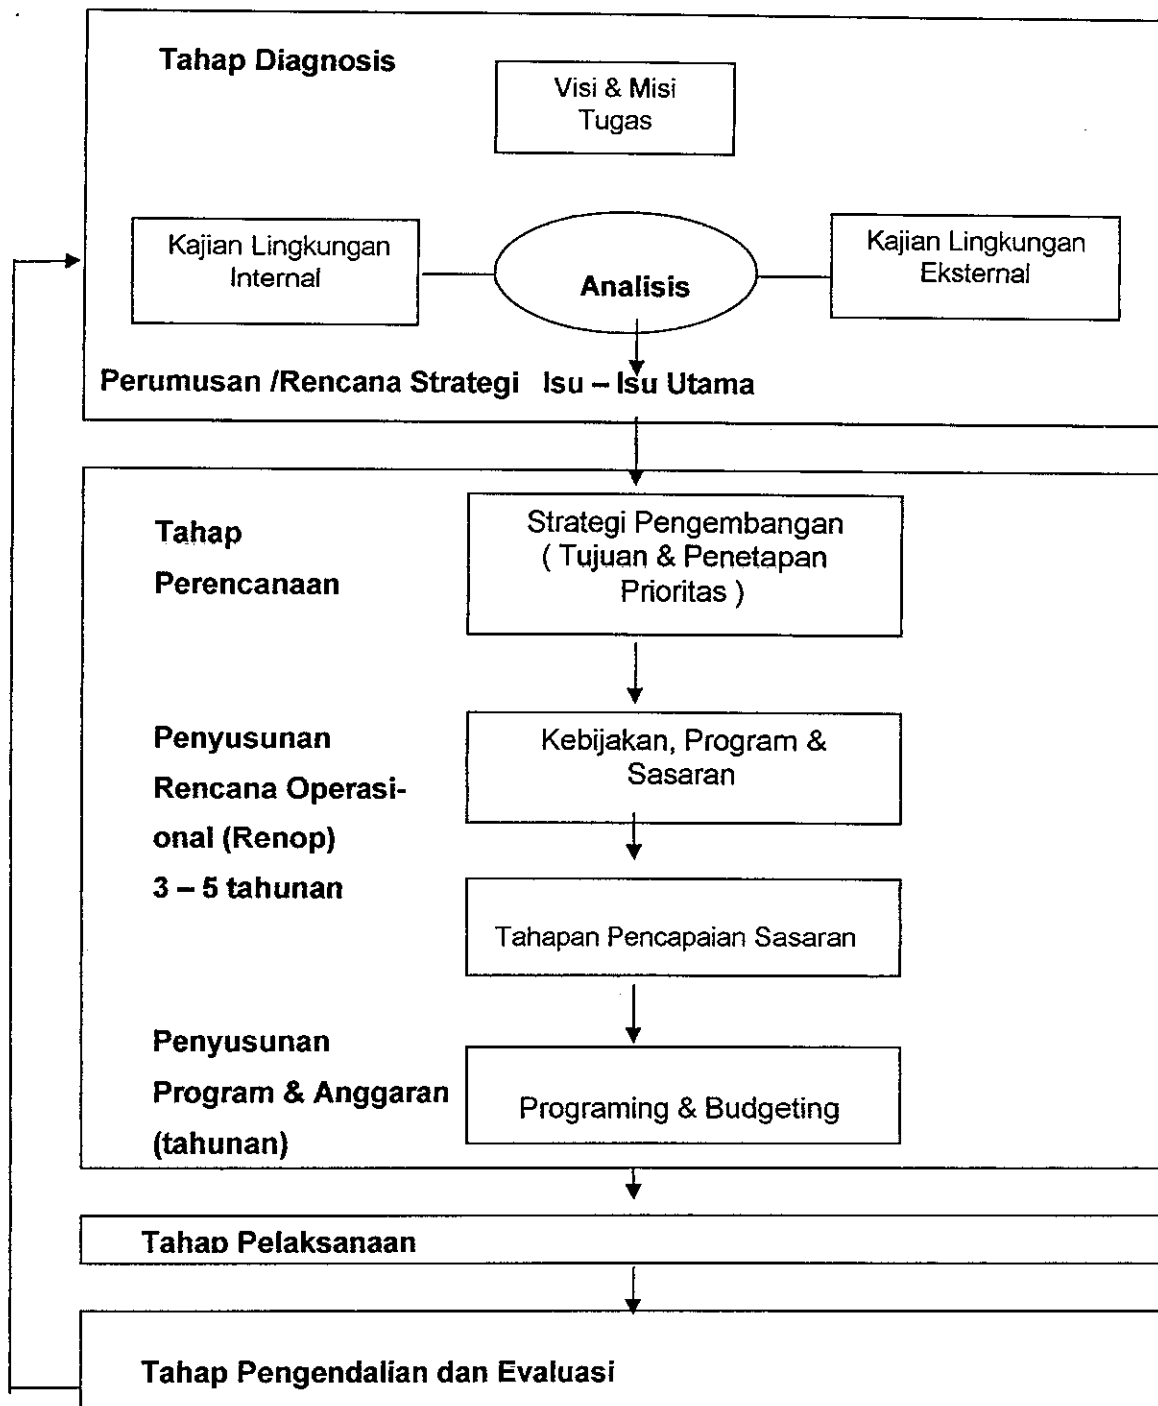 Tahap Diagnosis
Visi & Misi
Tugas
Kajian Lingkungan
Internal
Analisis
Kajian Lingkungan
Eksternal
Perumusan /Rencana Strategi Isu – Isu Utama
Tahap
Perencanaan
Strategi Pengembangan
( Tujuan & Penetapan
Prioritas )
Penyusunan
Rencana Operasi-
onal (Renop)
3 – 5 tahunan
Kebijakan, Program &
Sasaran
Tahapan Pencapaian Sasaran
Penyusunan
Program & Anggaran
(tahunan)
Programing & Budgeting
Tahap Pelaksanaan
Tahap Pengendalian dan Evaluasi